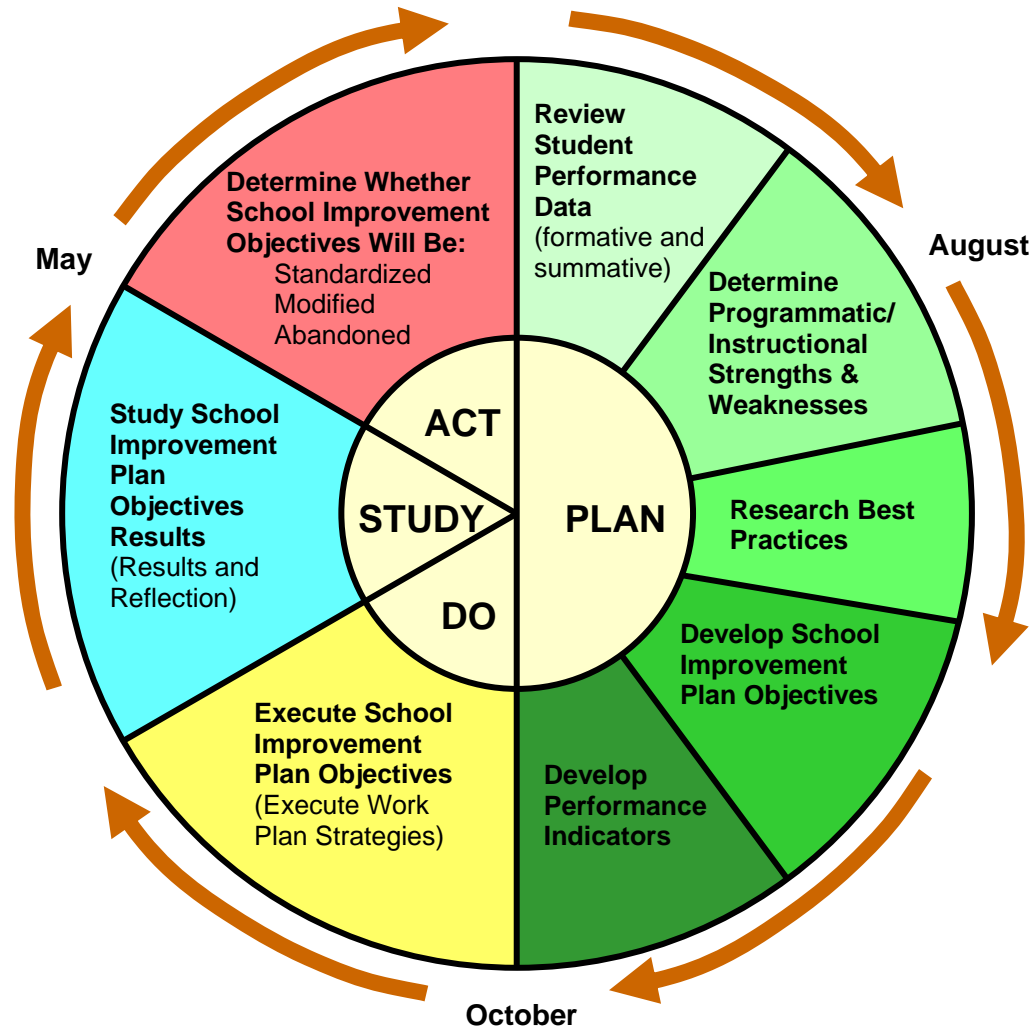 Review
Student
Performance
Data
(formative and
summative)
August
Determine
Programmatic/
Instructional
Strengths &
Weaknesses
Research Best
Practices
Develop School
Improvement
Plan Objectives
Develop
Performance
Indicators
October
Execute School
Improvement
Plan Objectives
(Execute Work
Plan Strategies)
Study School
Improvement
Plan
Objectives
Results
(Results and
Reflection)
May
Determine Whether
School Improvement
Objectives Will Be:
Standardized
Modified
Abandoned
PLAN
DO
STUDY
ACT